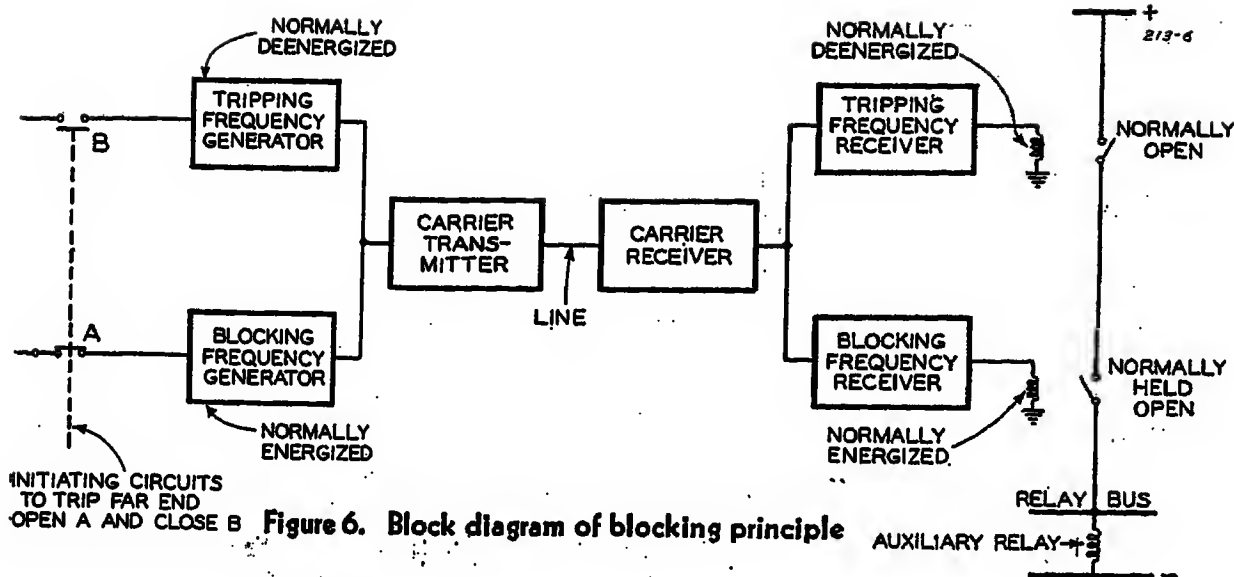 NORMALLY
DEENERGIZED
TRIPPING
FREQUENCY
GENERATOR
B
A
BLOCKING
FREQUENCY
GENERATOR
NORMALLY
ENERGIZED
INITIATING CIRCUITS
TO TRIP FAR END
OPEN A AND CLOSE B
CARRIER
TRANS-
MITTER
LINE
CARRIER
RECEIVER
NORMALLY
DEENERGIZED
TRIPPING
FREQUENCY
RECEIVER
BLOCKING
FREQUENCY
RECEIVER
NORMALLY
ENERGIZED
+
213-6
NORMALLY
OPEN
NORMALLY
HELD
OPEN
RELAY BUS
AUXILIARY RELAY
Figure 6. Block diagram of blocking principle